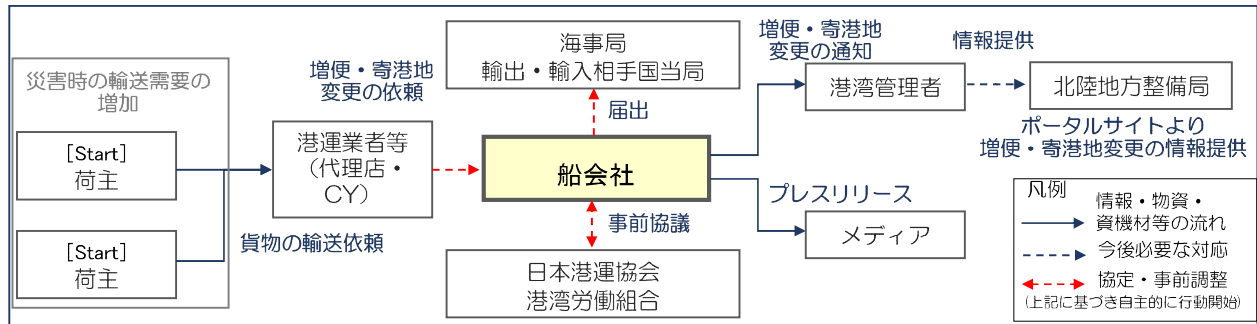 災害時の輸送需要の
増加
[Start]
荷主
[Start]
荷主
貨物の輸送依頼
増便・寄港地
変更の依頼
港運業者等
(代理店・
CY)
海事局
輸出・輸入相手国当局
届出
船会社
事前協議
日本港運協会
港湾労働組合
増便・寄港地
変更の通知
港湾管理者
情報提供
北陸地方整備局
ポータルサイトより
増便・寄港地変更の情報提供
プレスリリース
メディア
凡例
情報・物資・
資機材等の流れ
今後必要な対応
協定・事前調整
(上記に基づき自主的に行動開始)